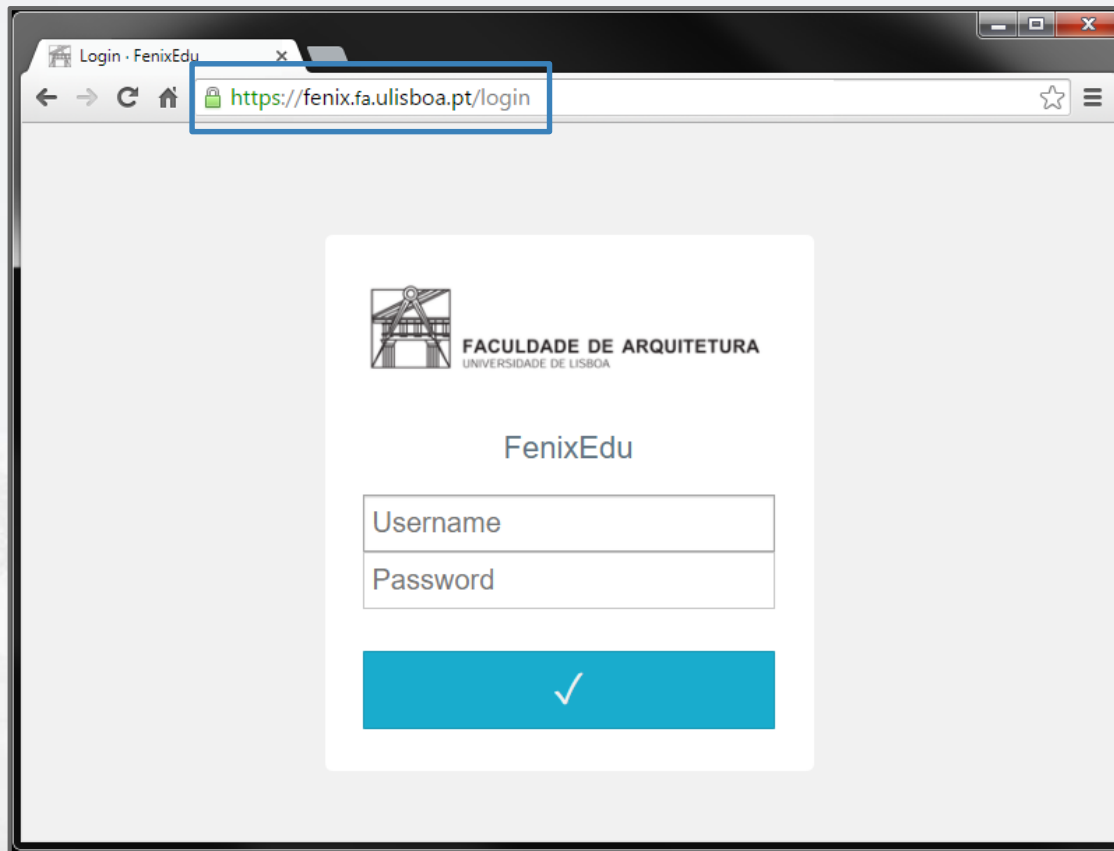 Login · FenixEdu
https://fenix.fa.ulisboa.pt/login
FACULDADE DE ARQUITETURA
UNIVERSIDADE DE LISBOA
FenixEdu
Username
Password